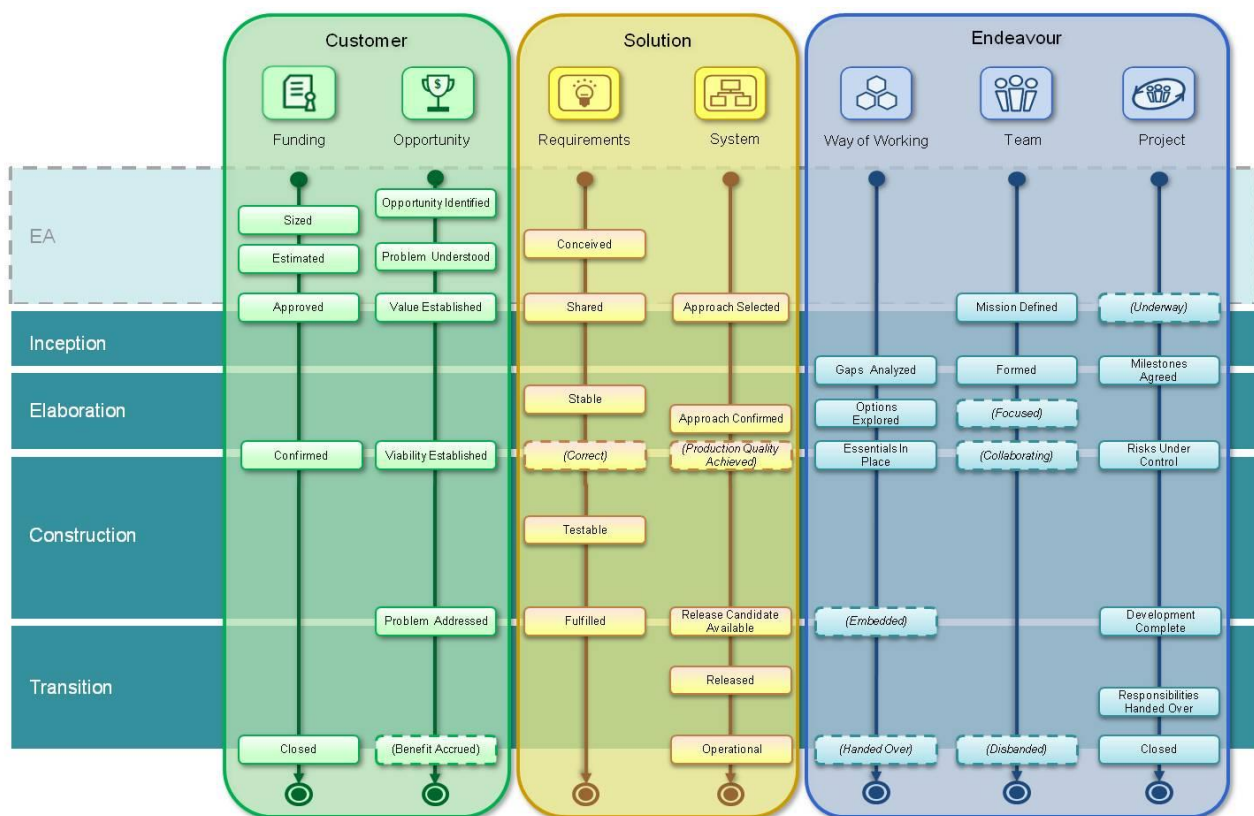 Customer
Solution
Endeavour
Funding
Opportunity
Requirements
System
Way of Working
Team
Project
EA
Opportunity Identified
Sized
Conceived
Estimated
Problem Understood
Approved
Value Established
Shared
Approach Selected
Mission Defined
(Underway)
Inception
Gaps Analyzed
Formed
Milestones
Agreed
Elaboration
Stable
Approach Confirmed
Options
Explored
(Focused)
Confirmed
Viability Established
(Correct)
(Production Quality
Achieved)
Essentials In
Place
(Collaborating)
Risks Under
Control
Construction
Testable
Problem Addressed
Fulfilled
Release Candidate
Available
(Embedded)
Development
Complete
Transition
Released
Responsibilities
Handed Over
Closed
(Benefit Accrued)
Operational
(Handed Over)
(Disbanded)
Closed